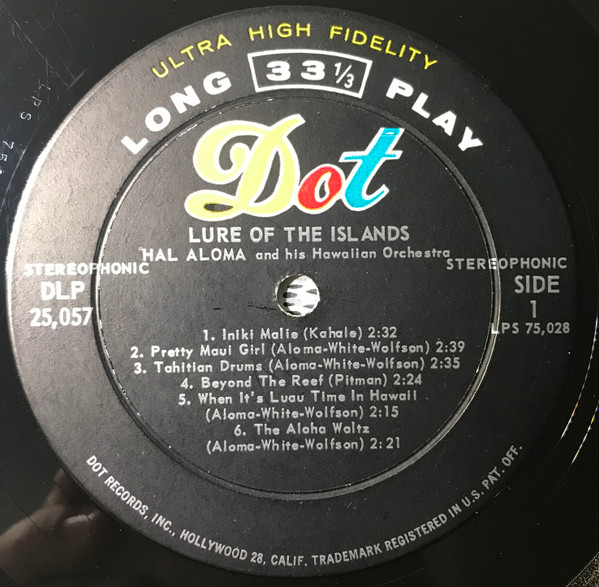 ULTRA HIGH FIDELITY
LONG 33 1/3 PLAY
Dot
LURE OF THE ISLANDS
HAL ALOMA and his Hawaiian Orchestra
STEREOPHONIC
DLP
25,057
STEREOPHONIC
SIDE
1
LPS 75,028
1. Iniki Malie (Kahale) 2:32
2. Pretty Maui Girl (Aloma-White-Wolfson) 2:39
3. Tahitian Drums (Aloma-White-Wolfson) 2:35
4. Beyond The Reef (Pitman) 2:24
5. When It's Luau Time In Hawaii
(Aloma-White-Wolfson) 2:15
6. The Aloha Waltz
(Aloma-White-Wolfson) 2:21
DOT RECORDS, INC., HOLLYWOOD 28, CALIF. TRADEMARK REGISTERED IN U.S. PAT. OFF.
LPS